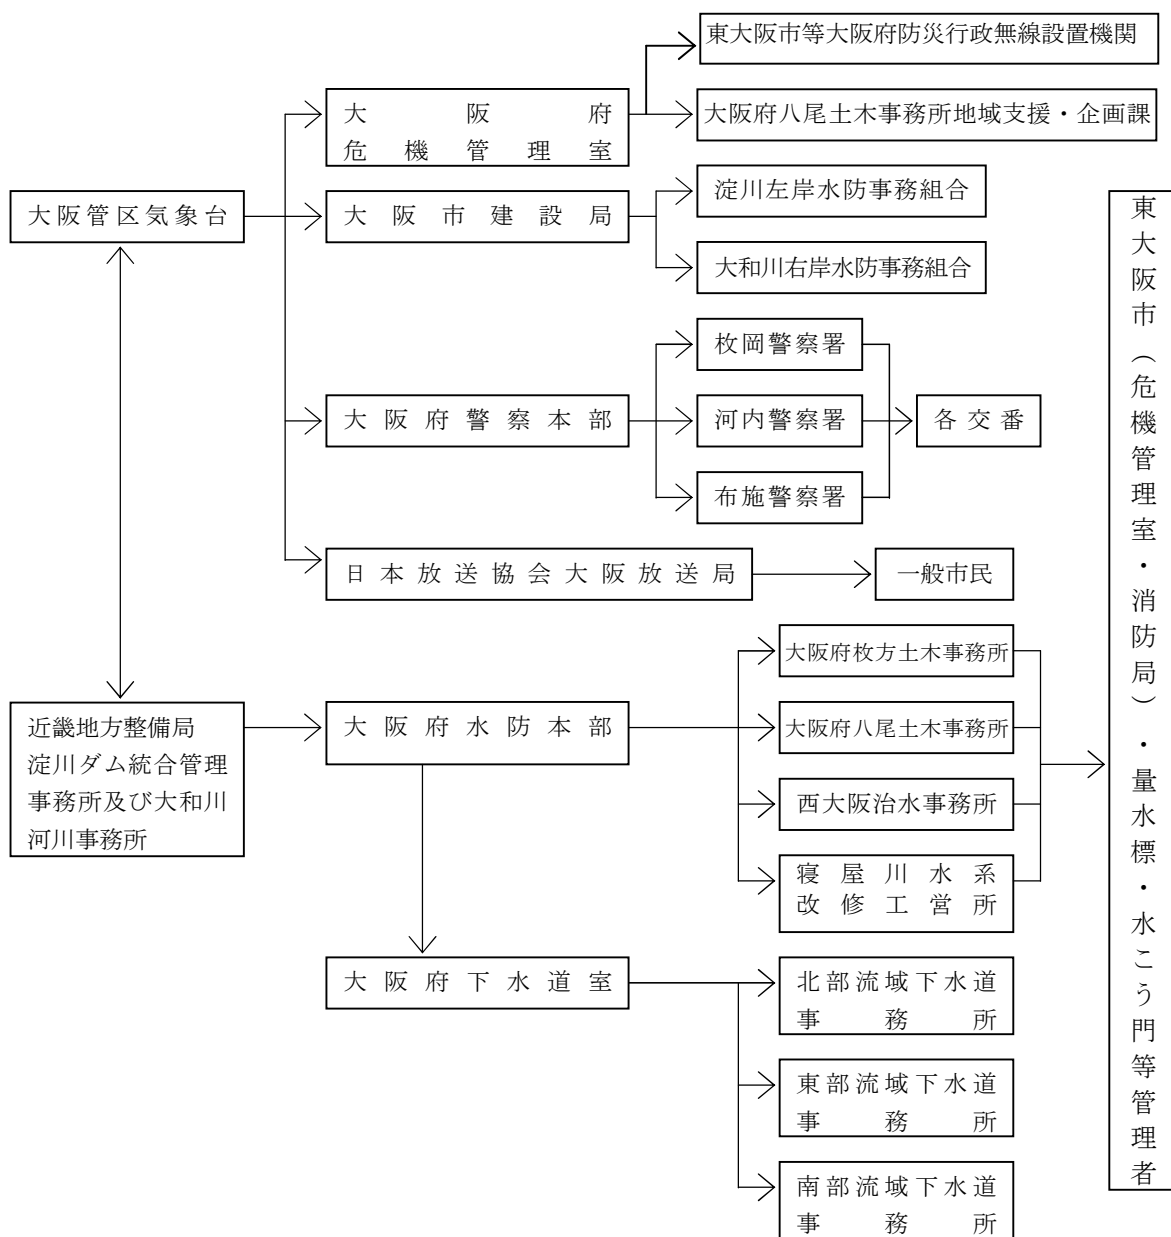 東大阪市等大阪府防災行政無線設置機関
大阪府
危機管理室
大阪府八尾土木事務所地域支援・企画課
大阪管区気象台
大阪市建設局
淀川左岸水防事務組合
大和川右岸水防事務組合
大阪府警察本部
枚岡警察署
河内警察署
布施警察署
各交番
日本放送協会大阪放送局
一般市民
近畿地方整備局
淀川ダム統合管理
事務所及び大和川
河川事務所
大阪府水防本部
大阪府枚方土木事務所
大阪府八尾土木事務所
西大阪治水事務所
寝屋川水系
改修工営所
大阪府下水道室
北部流域下水道
事務所
東部流域下水道
事務所
南部流域下水道
事務所
東大阪市（危機管理室・消防局）・量水標・水こう門等管理者